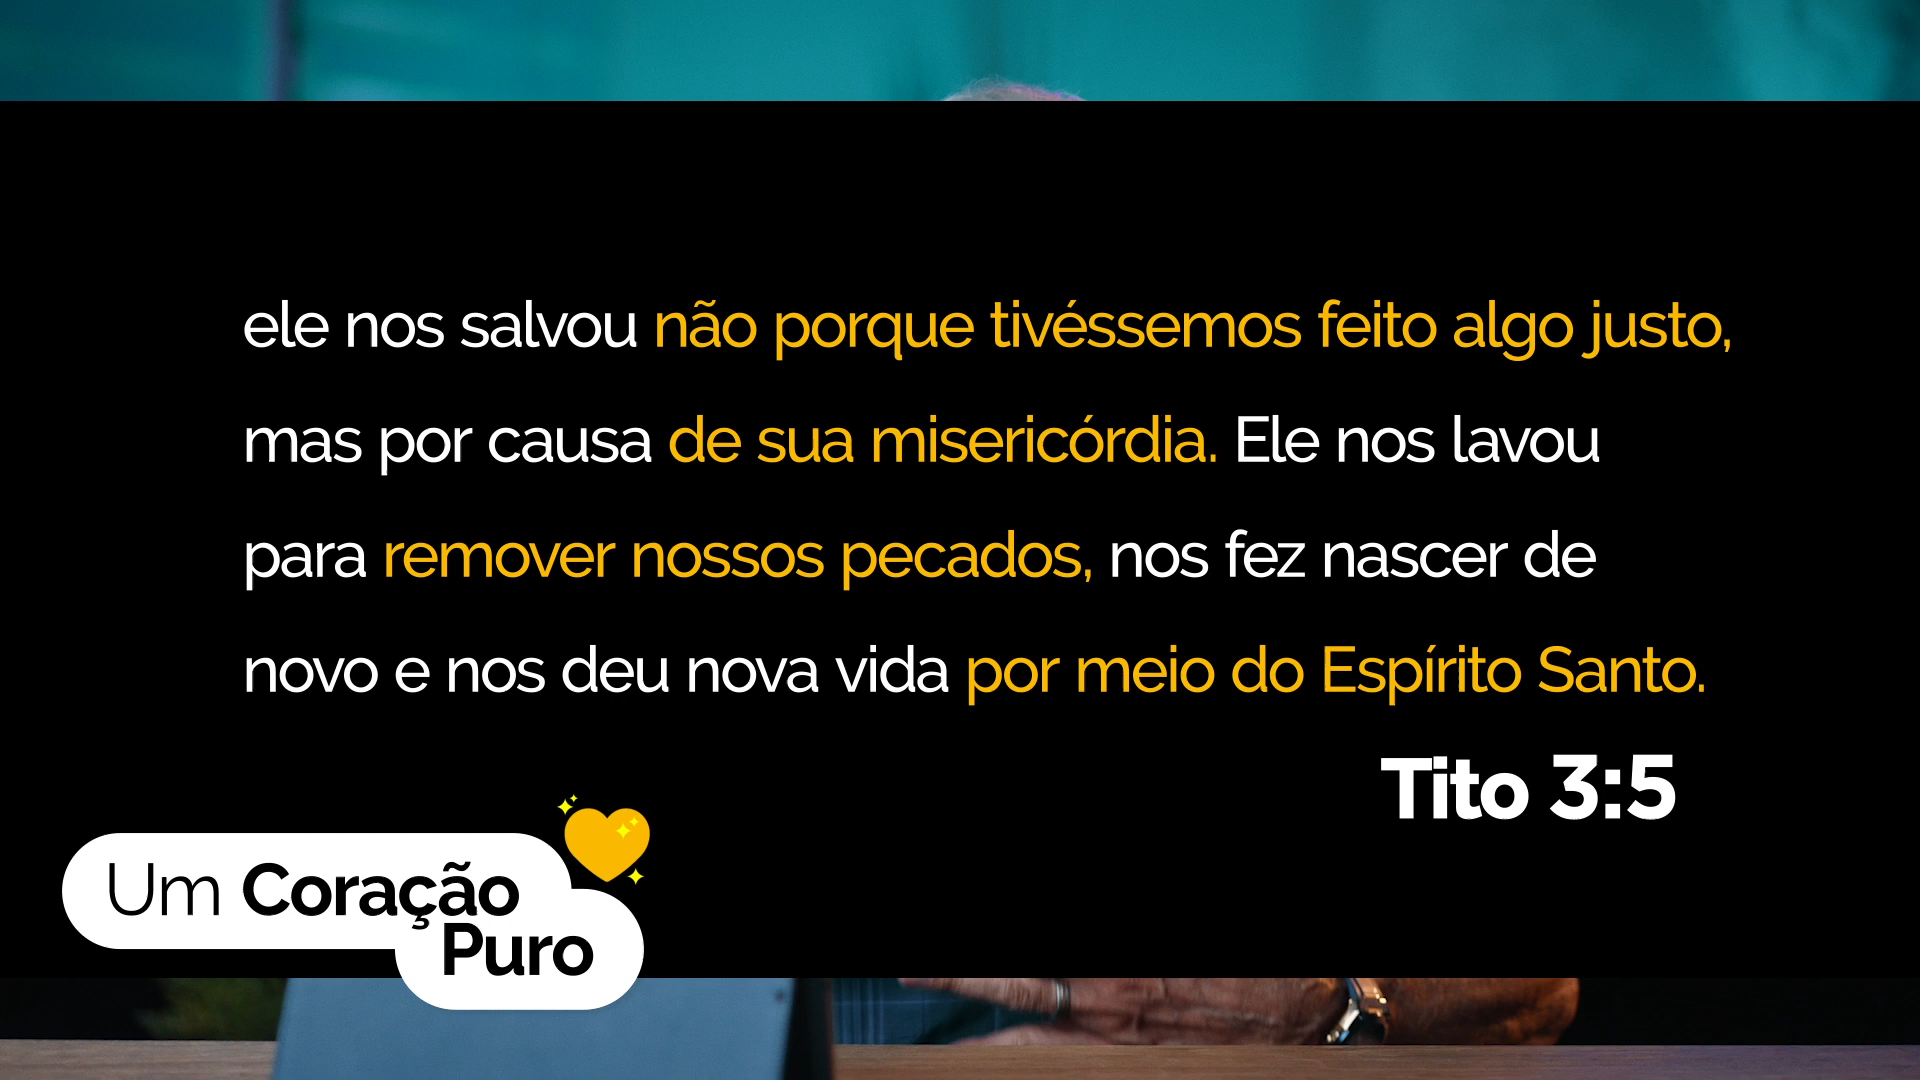 ele nos salvou não porque tivéssemos feito algo justo,
mas por causa de sua misericórdia. Ele nos lavou
para remover nossos pecados, nos fez nascer de
novo e nos deu nova vida por meio do Espírito Santo.
Tito 3:5
Um Coração
Puro